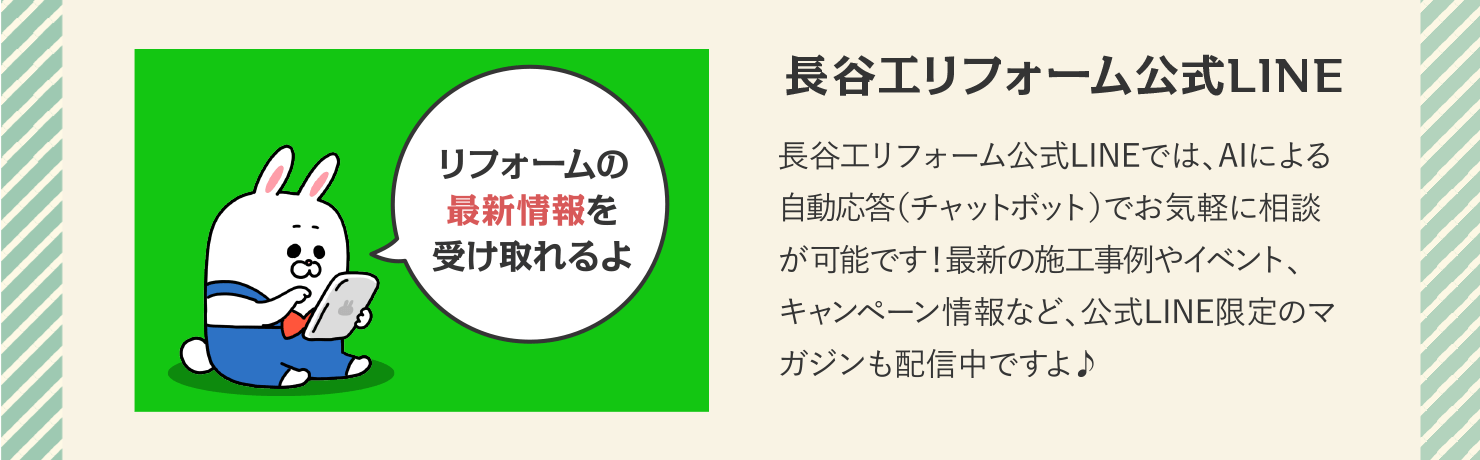 リフォームの
最新情報を
受け取れるよ
長谷工リフォーム公式LINE
長谷工リフォーム公式LINEでは、AIによる
自動応答(チャットボット)でお気軽に相談
が可能です!最新の施工事例やイベント、
キャンペーン情報など、公式LINE限定のマ
ガジンも配信中ですよ♪